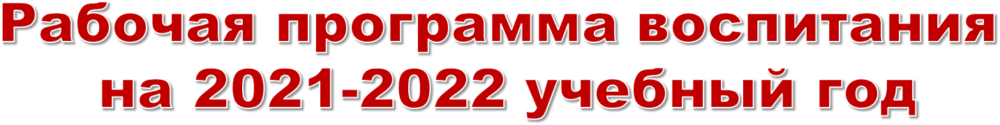 Рабочая программа воспитания
на 2021-2022 учебный год